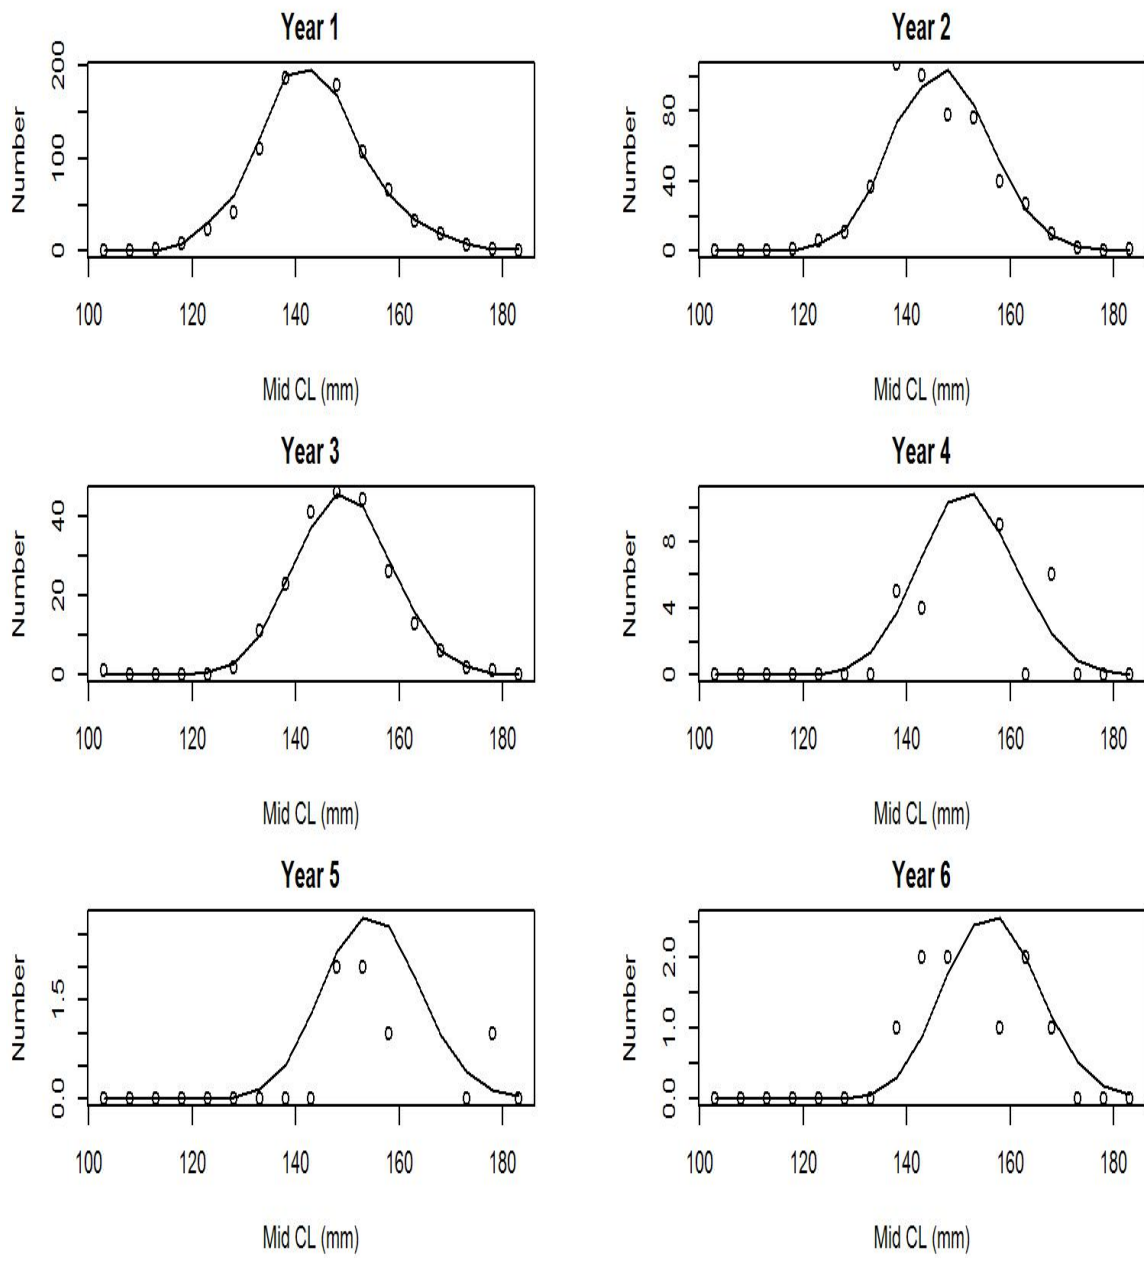 Year 1
Number
0 100 200
100 120 140 160 180
Mid CL (mm)
Year 2
Number
0 40 80
100 120 140 160 180
Mid CL (mm)
Year 3
Number
0 20 40
100 120 140 160 180
Mid CL (mm)
Year 4
Number
0 4 8
100 120 140 160 180
Mid CL (mm)
Year 5
Number
0.0 1.5
100 120 140 160 180
Mid CL (mm)
Year 6
Number
0.0 1.0 2.0
100 120 140 160 180
Mid CL (mm)